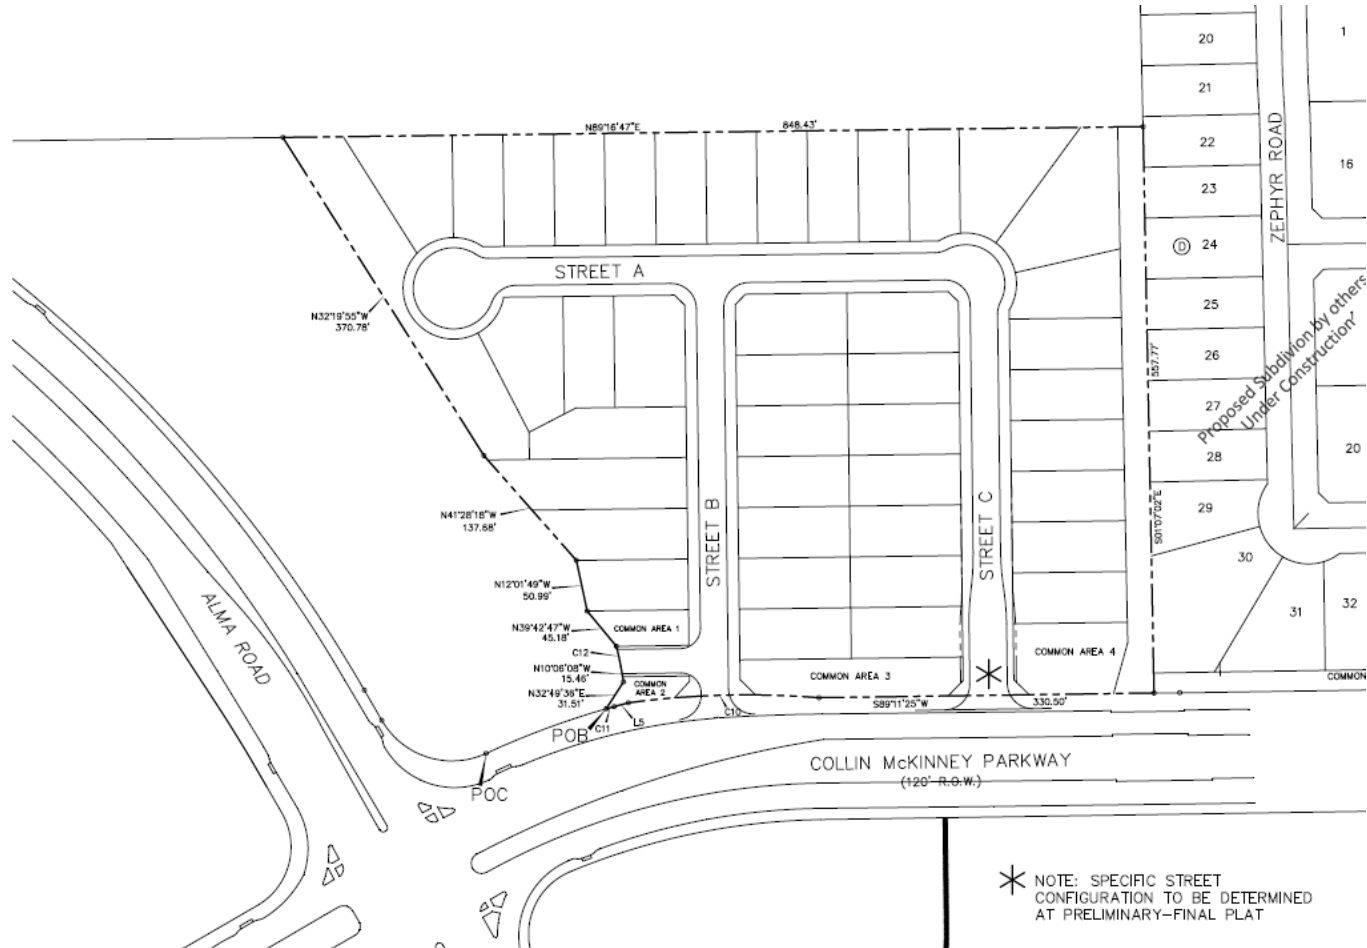 20
1
21
N89°16'47"E
848.43'
22
ZEPHYR ROAD
16
23
D
24
STREET A
25
N32°19'55"W
370.78'
Proposed Subdivion by others
Under Construction'
26
557.77'
27
28
20
N41°28'18"W
137.68'
S01°07'02"E
29
STREET B
STREET C
30
N12°01'49"W
50.99'
31
32
ALMA ROAD
N39°42'47"W
45.18'
COMMON AREA 1
C12
COMMON AREA 4
N10°06'08"W
15.46'
COMMON
AREA 2
COMMON AREA 3
COMMON
N32°49'36"E
31.51'
S89°11'25"W
330.50'
C10
L5
C11
POB
COLLIN McKINNEY PARKWAY
(120' R.O.W.)
POC
NOTE: SPECIFIC STREET
CONFIGURATION TO BE DETERMINED
AT PRELIMINARY-FINAL PLAT